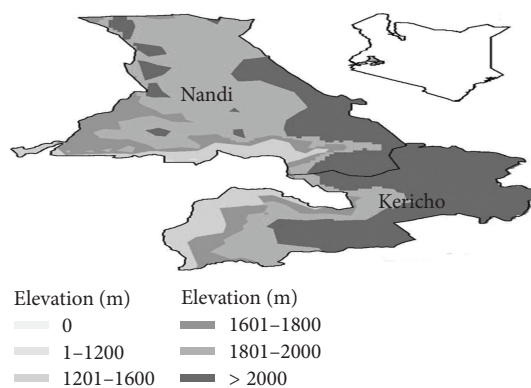 Nandi
Kericho
Elevation (m)
0
1–1200
1201–1600
Elevation (m)
1601–1800
1801–2000
> 2000